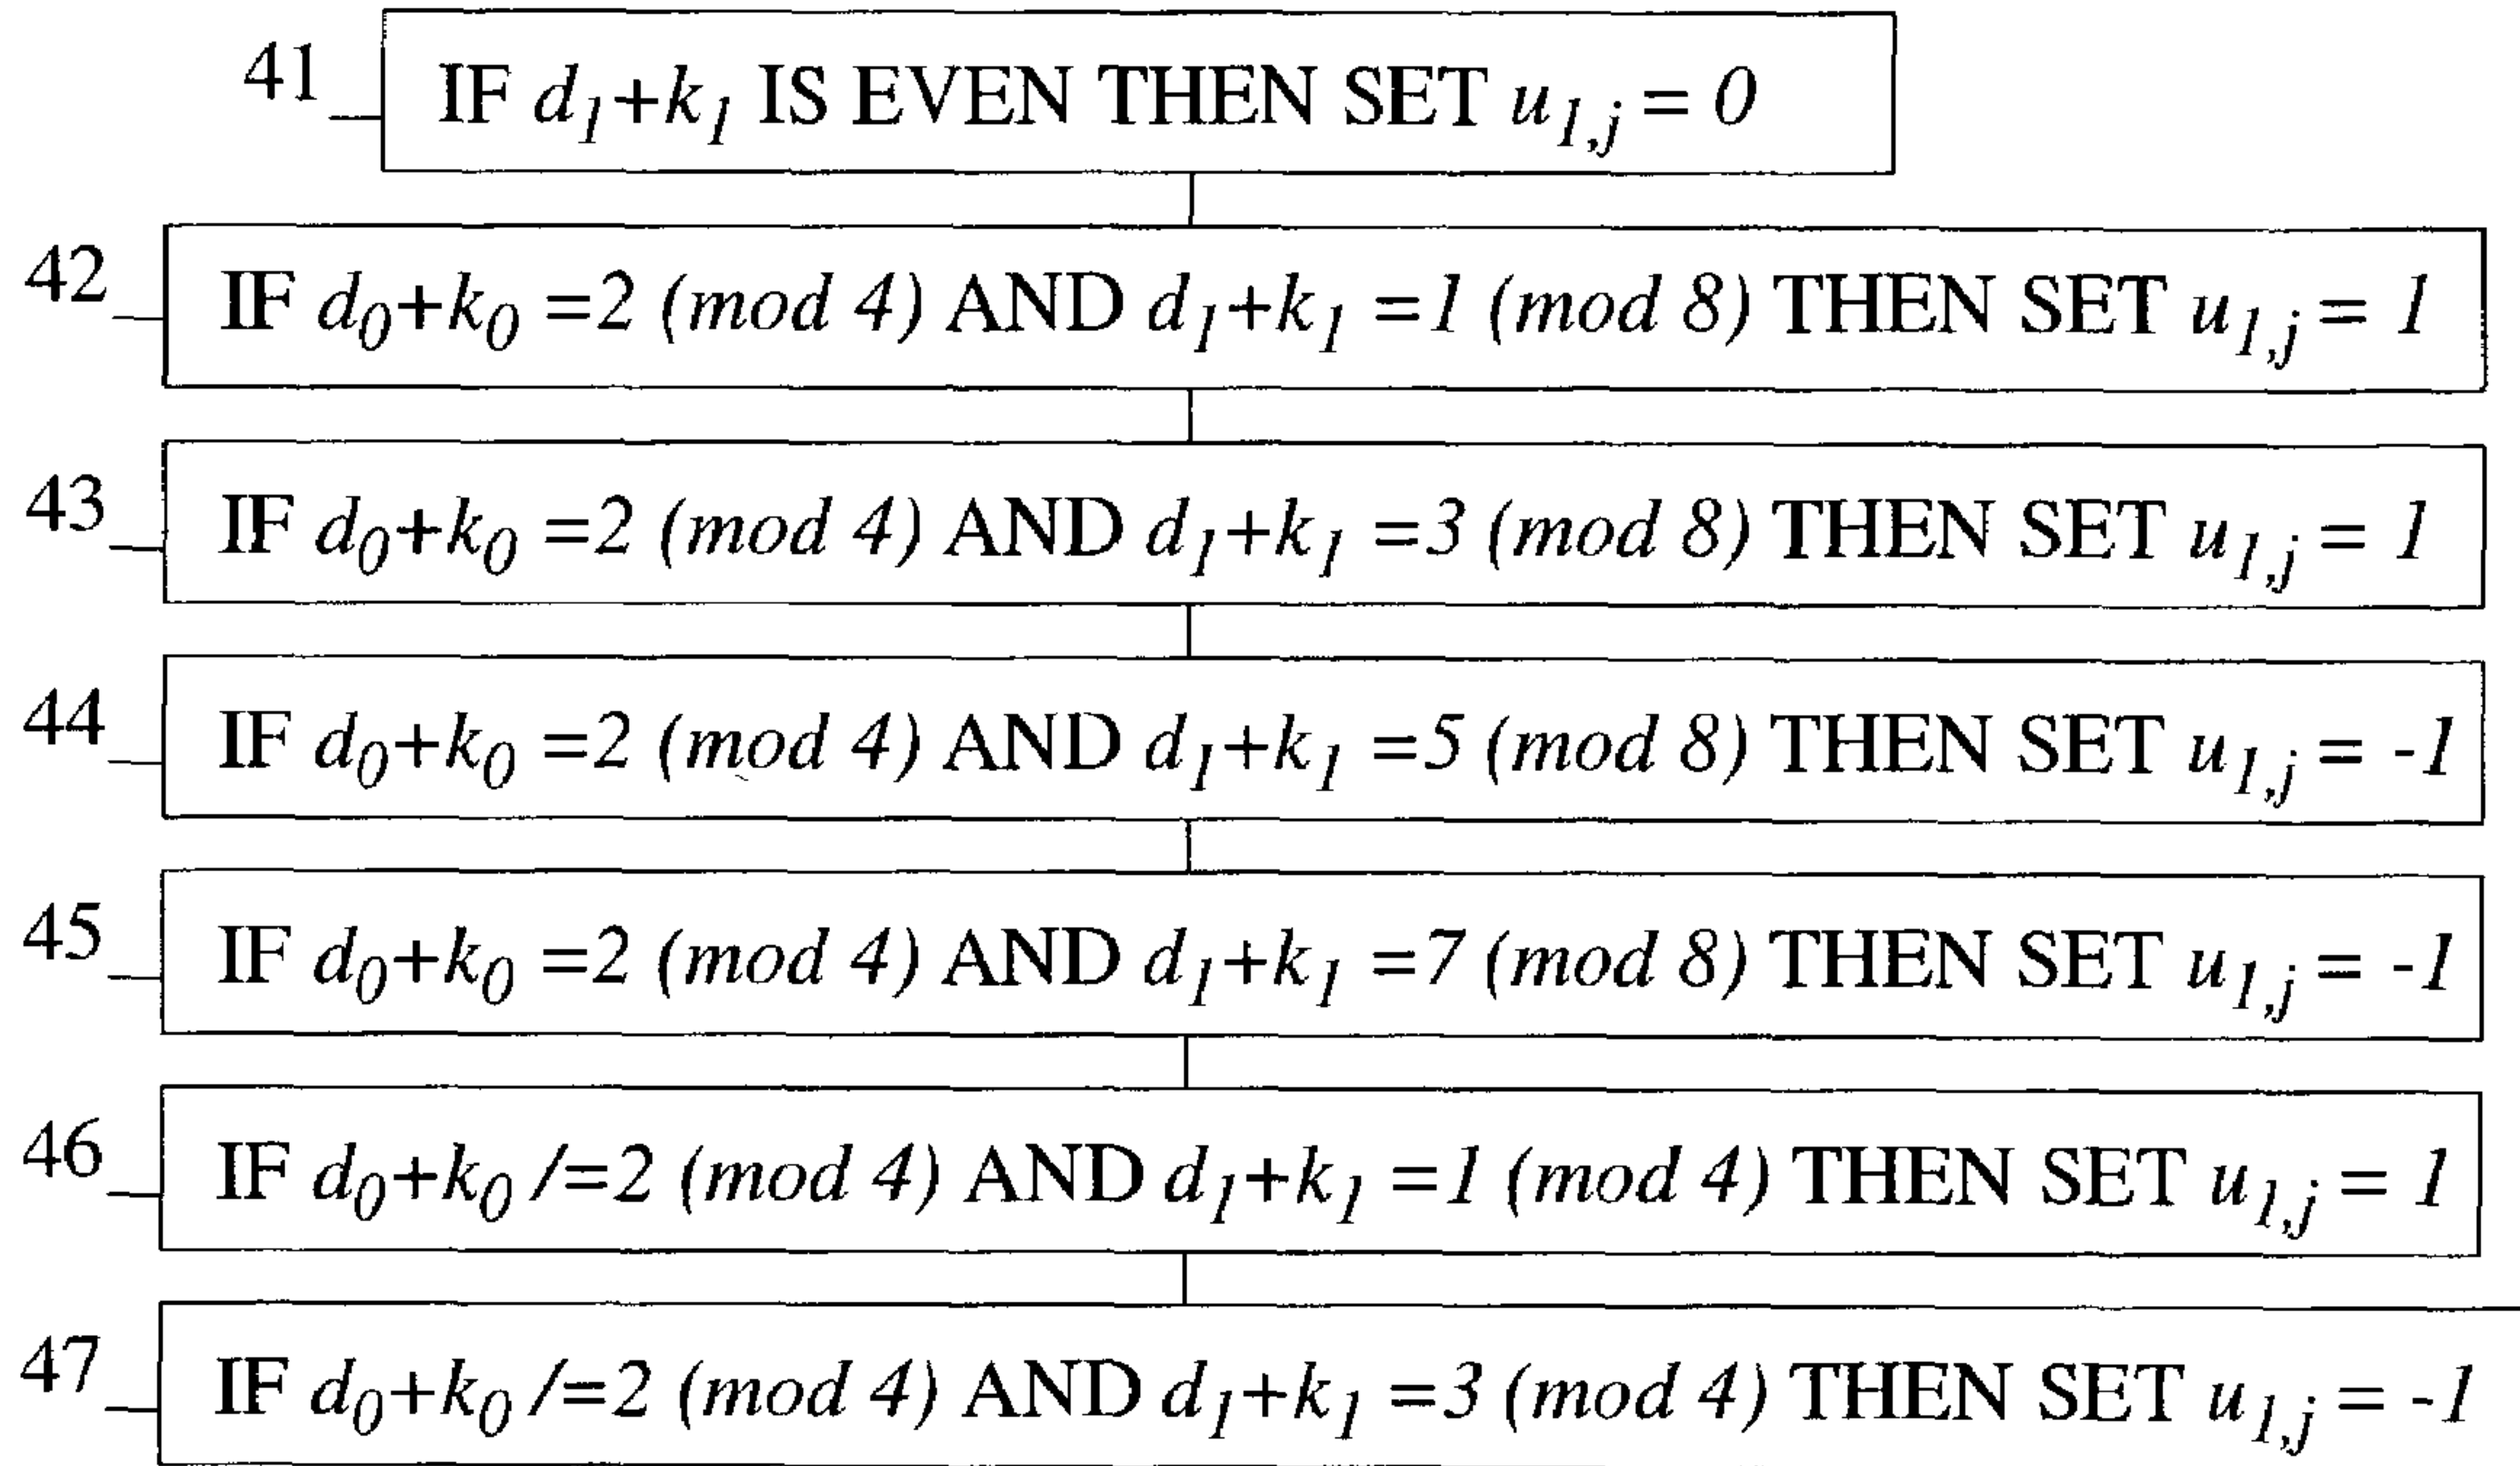 41 IF d₁+k₁ IS EVEN THEN SET u₁,ⱼ = 0
42 IF d₀+k₀ =2 (mod 4) AND d₁+k₁ =1 (mod 8) THEN SET u₁,ⱼ = 1
43 IF d₀+k₀ =2 (mod 4) AND d₁+k₁ =3 (mod 8) THEN SET u₁,ⱼ = 1
44 IF d₀+k₀ =2 (mod 4) AND d₁+k₁ =5 (mod 8) THEN SET u₁,ⱼ = -1
45 IF d₀+k₀ =2 (mod 4) AND d₁+k₁ =7 (mod 8) THEN SET u₁,ⱼ = -1
46 IF d₀+k₀ /=2 (mod 4) AND d₁+k₁ =1 (mod 4) THEN SET u₁,ⱼ = 1
47 IF d₀+k₀ /=2 (mod 4) AND d₁+k₁ =3 (mod 4) THEN SET u₁,ⱼ = -1